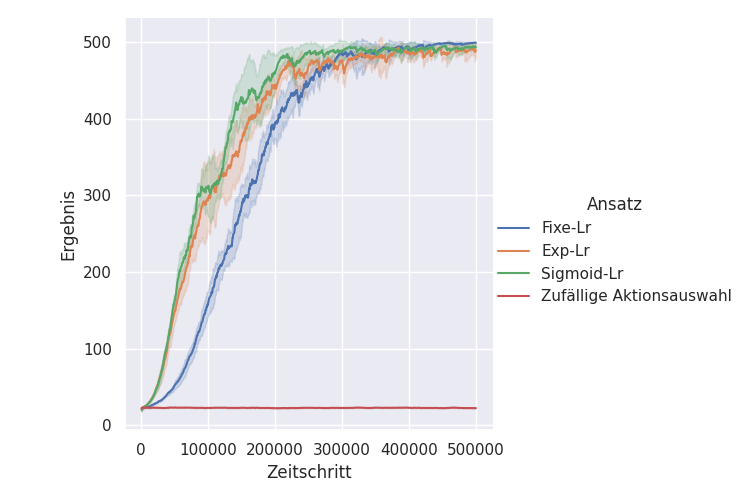 500
400
300
200
100
0
Ergebnis
0
100000
200000
300000
400000
500000
Zeitschritt
Ansatz
Fixe-Lr
Exp-Lr
Sigmoid-Lr
Zufällige Aktionsauswahl